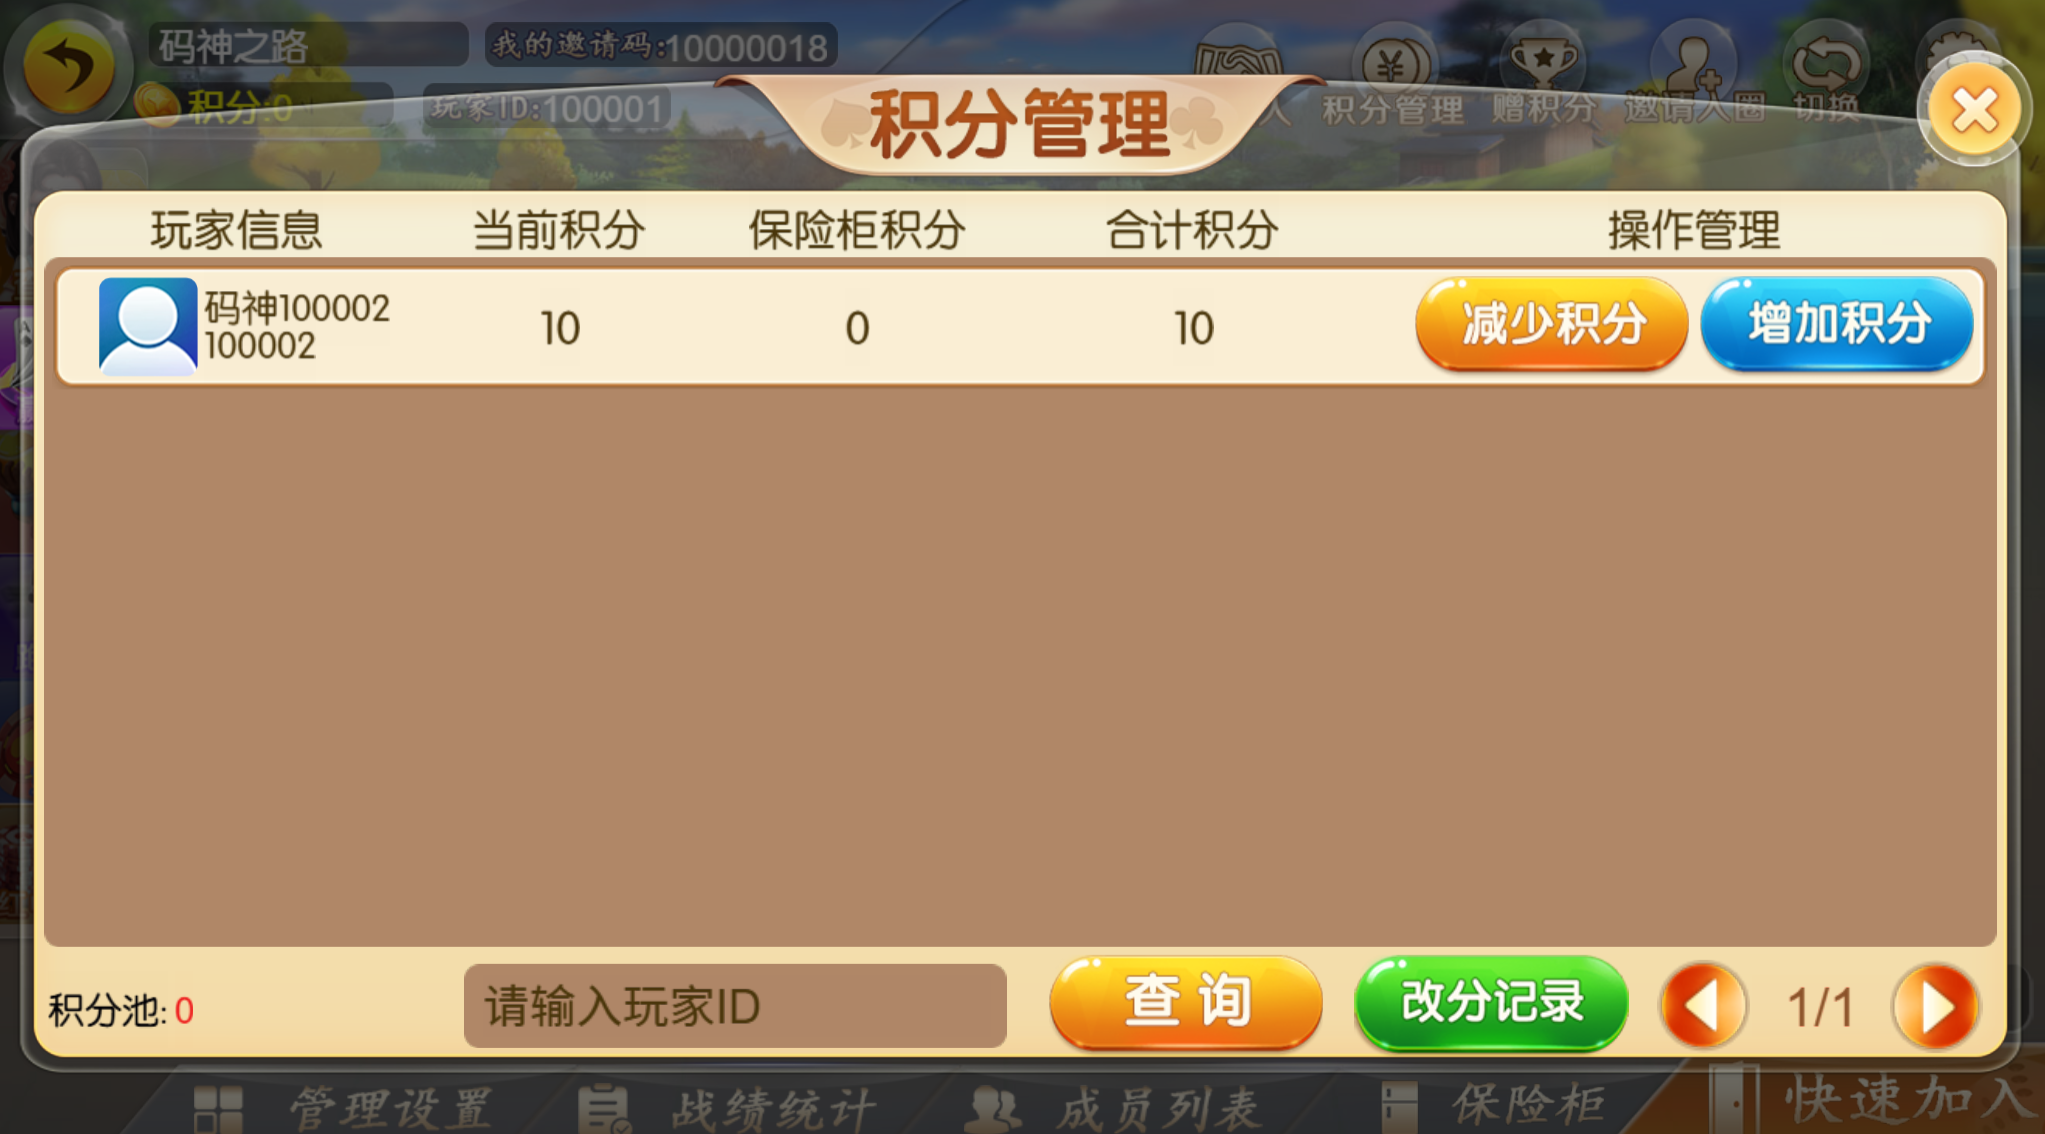 码神之路
我的邀请码:10000018
积分:0
玩家ID:100001
积分管理
赠积分
邀请入圈
切换
积分管理
玩家信息
当前积分
保险柜积分
合计积分
操作管理
码神100002
100002
10
0
10
减少积分
增加积分
积分池:0
请输入玩家ID
查询
改分记录
1/1
管理设置
战绩统计
成员列表
保险柜
快速加入